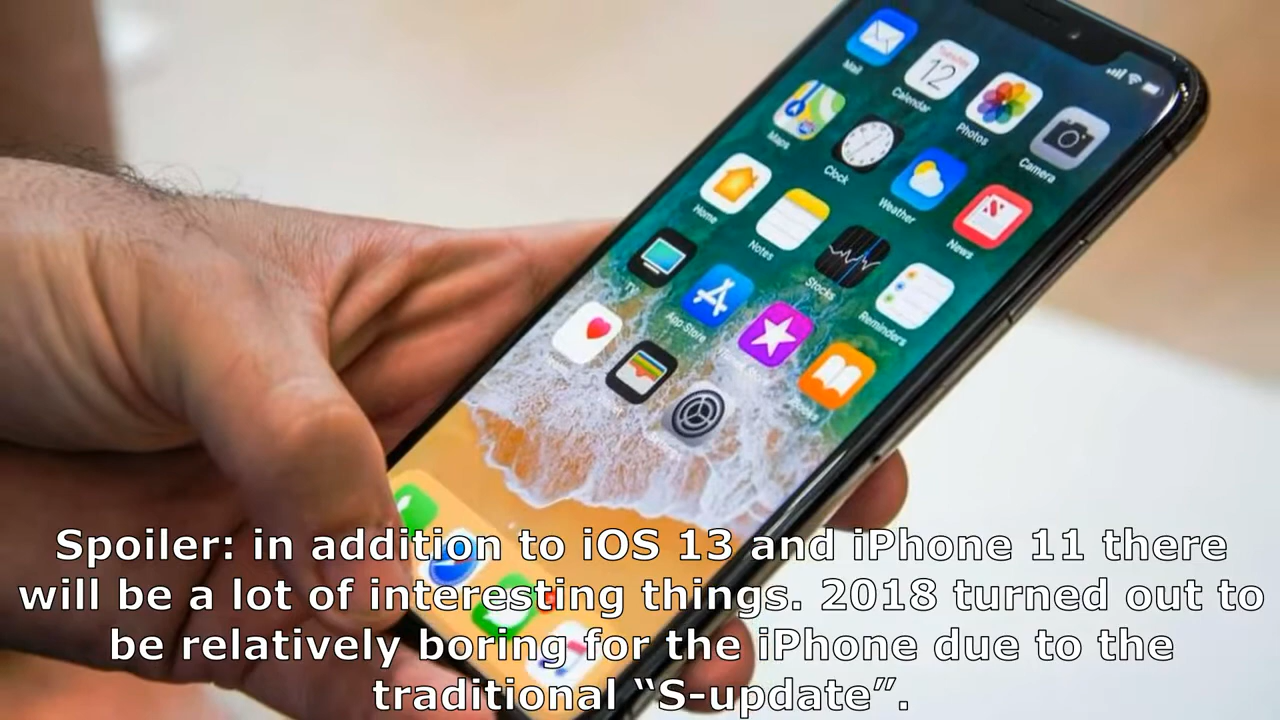 Tuesday
12
Mail
Calendar
Photos
Camera
Maps
Clock
Weather
News
Home
Notes
Stocks
Reminders
TV
App Store
Spoiler: in addition to iOS 13 and iPhone 11 there
will be a lot of interesting things. 2018 turned out to
be relatively boring for the iPhone due to the
traditional “S-update”.